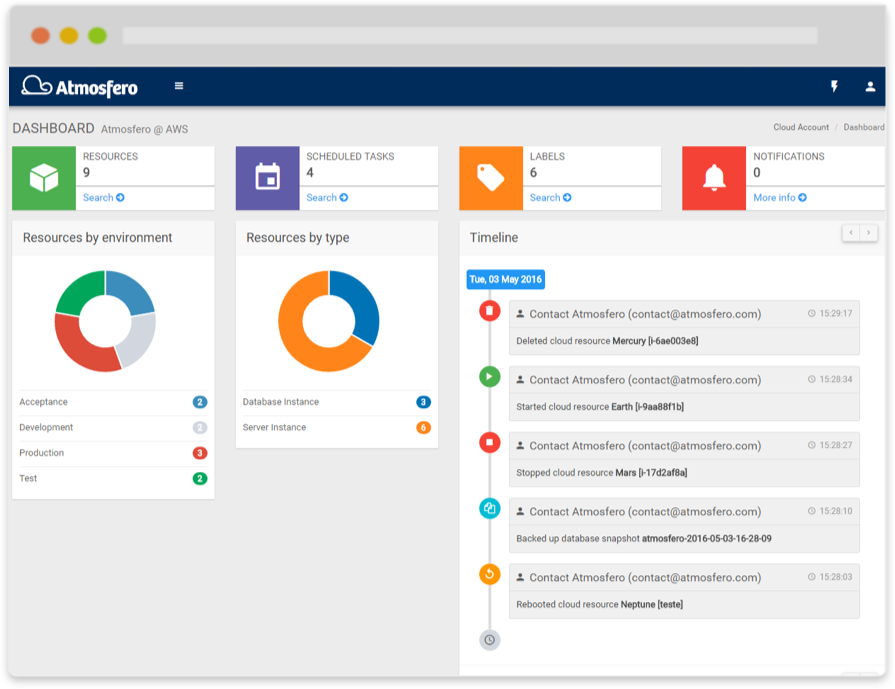 Atmosfero
DASHBOARD Atmosfero @ AWS
Cloud Account / Dashboard
RESOURCES
9
Search
SCHEDULED TASKS
4
Search
LABELS
6
Search
NOTIFICATIONS
0
More info
Resources by environment
Acceptance 2
Development 2
Production 3
Test 2
Resources by type
Database Instance 3
Server Instance 6
Timeline
Tue, 03 May 2016
Contact Atmosfero (contact@atmosfero.com) 15:29:17
Deleted cloud resource Mercury [i-6ae003e8]
Contact Atmosfero (contact@atmosfero.com) 15:28:34
Started cloud resource Earth [i-9aa88f1b]
Contact Atmosfero (contact@atmosfero.com) 15:28:27
Stopped cloud resource Mars [i-17d2af8a]
Contact Atmosfero (contact@atmosfero.com) 15:28:10
Backed up database snapshot atmosfero-2016-05-03-16-28-09
Contact Atmosfero (contact@atmosfero.com) 15:28:03
Rebooted cloud resource Neptune [teste]